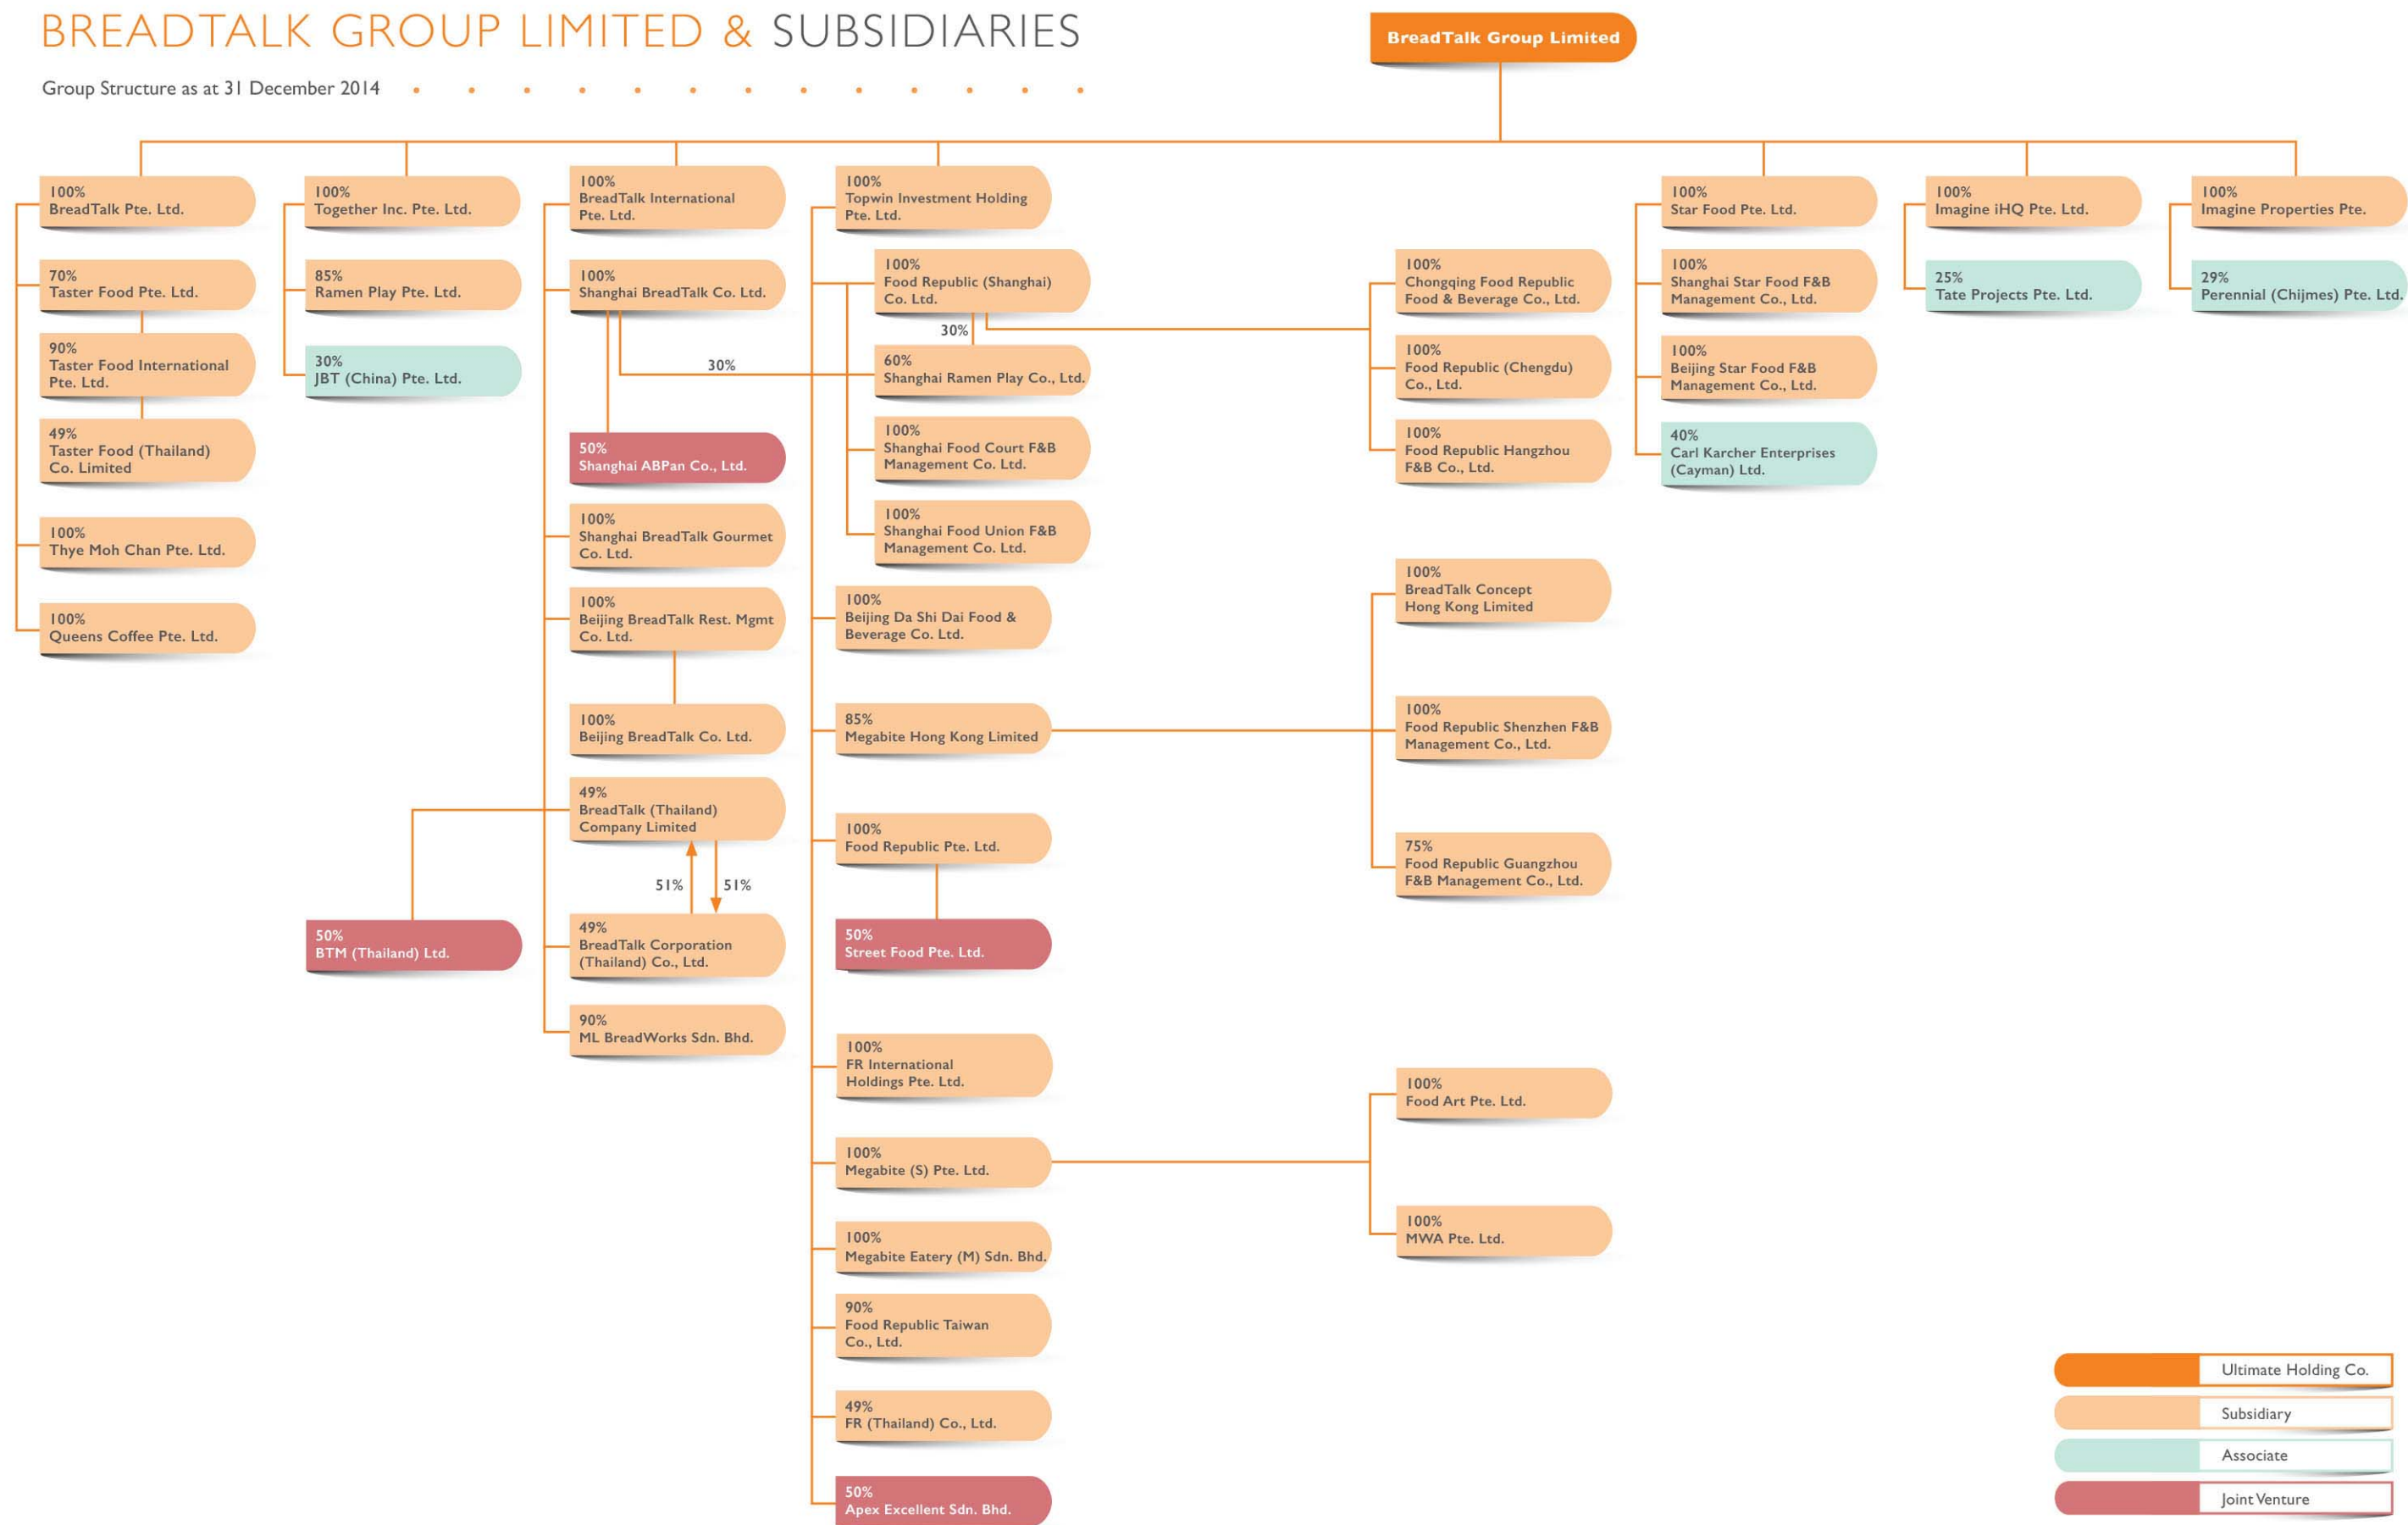 BREADTALK GROUP LIMITED & SUBSIDIARIES
Group Structure as at 31 December 2014
BreadTalk Group Limited
100%
BreadTalk Pte. Ltd.
70%
Taster Food Pte. Ltd.
90%
Taster Food International
Pte. Ltd.
49%
Taster Food (Thailand)
Co. Limited
100%
Thye Moh Chan Pte. Ltd.
100%
Queens Coffee Pte. Ltd.
100%
Together Inc. Pte. Ltd.
85%
Ramen Play Pte. Ltd.
30%
JBT (China) Pte. Ltd.
50%
BTM (Thailand) Ltd.
100%
BreadTalk International
Pte. Ltd.
100%
Shanghai BreadTalk Co. Ltd.
30%
50%
Shanghai ABPan Co., Ltd.
100%
Shanghai BreadTalk Gourmet
Co. Ltd.
100%
Beijing BreadTalk Rest. Mgmt
Co. Ltd.
100%
Beijing BreadTalk Co. Ltd.
49%
BreadTalk (Thailand)
Company Limited
51%
51%
49%
BreadTalk Corporation
(Thailand) Co., Ltd.
90%
ML BreadWorks Sdn. Bhd.
100%
Topwin Investment Holding
Pte. Ltd.
100%
Food Republic (Shanghai)
Co. Ltd.
30%
60%
Shanghai Ramen Play Co., Ltd.
100%
Shanghai Food Court F&B
Management Co. Ltd.
100%
Shanghai Food Union F&B
Management Co. Ltd.
100%
Beijing Da Shi Dai Food &
Beverage Co. Ltd.
85%
Megabite Hong Kong Limited
100%
Food Republic Pte. Ltd.
50%
Street Food Pte. Ltd.
100%
FR International
Holdings Pte. Ltd.
100%
Megabite (S) Pte. Ltd.
100%
Megabite Eatery (M) Sdn. Bhd.
90%
Food Republic Taiwan
Co., Ltd.
49%
FR (Thailand) Co., Ltd.
50%
Apex Excellent Sdn. Bhd.
100%
Chongqing Food Republic
Food & Beverage Co., Ltd.
100%
Food Republic (Chengdu)
Co., Ltd.
100%
Food Republic Hangzhou
F&B Co., Ltd.
100%
BreadTalk Concept
Hong Kong Limited
100%
Food Republic Shenzhen F&B
Management Co., Ltd.
75%
Food Republic Guangzhou
F&B Management Co., Ltd.
100%
Food Art Pte. Ltd.
100%
MWA Pte. Ltd.
100%
Star Food Pte. Ltd.
100%
Shanghai Star Food F&B
Management Co., Ltd.
100%
Beijing Star Food F&B
Management Co., Ltd.
40%
Carl Karcher Enterprises
(Cayman) Ltd.
100%
Imagine iHQ Pte. Ltd.
25%
Tate Projects Pte. Ltd.
100%
Imagine Properties Pte.
29%
Perennial (Chijmes) Pte. Ltd.
Ultimate Holding Co.
Subsidiary
Associate
Joint Venture